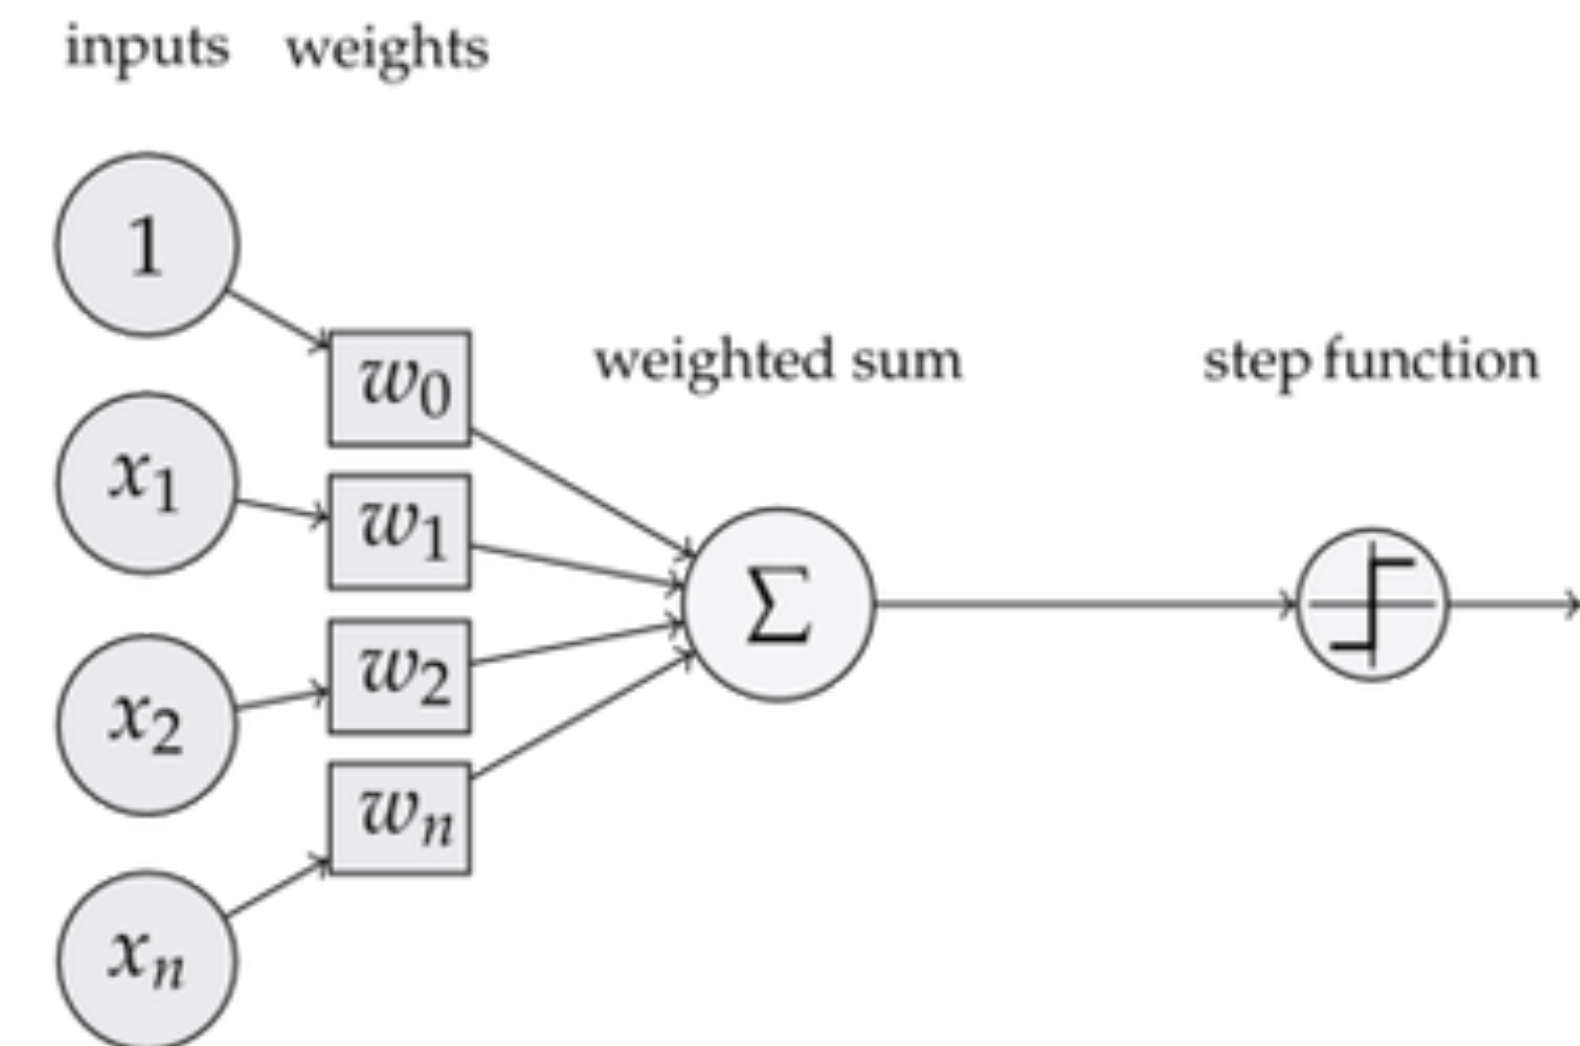 inputs weights
1
w₀
weighted sum
step function
x₁
w₁
Σ
x₂
w₂
wₙ
xₙ